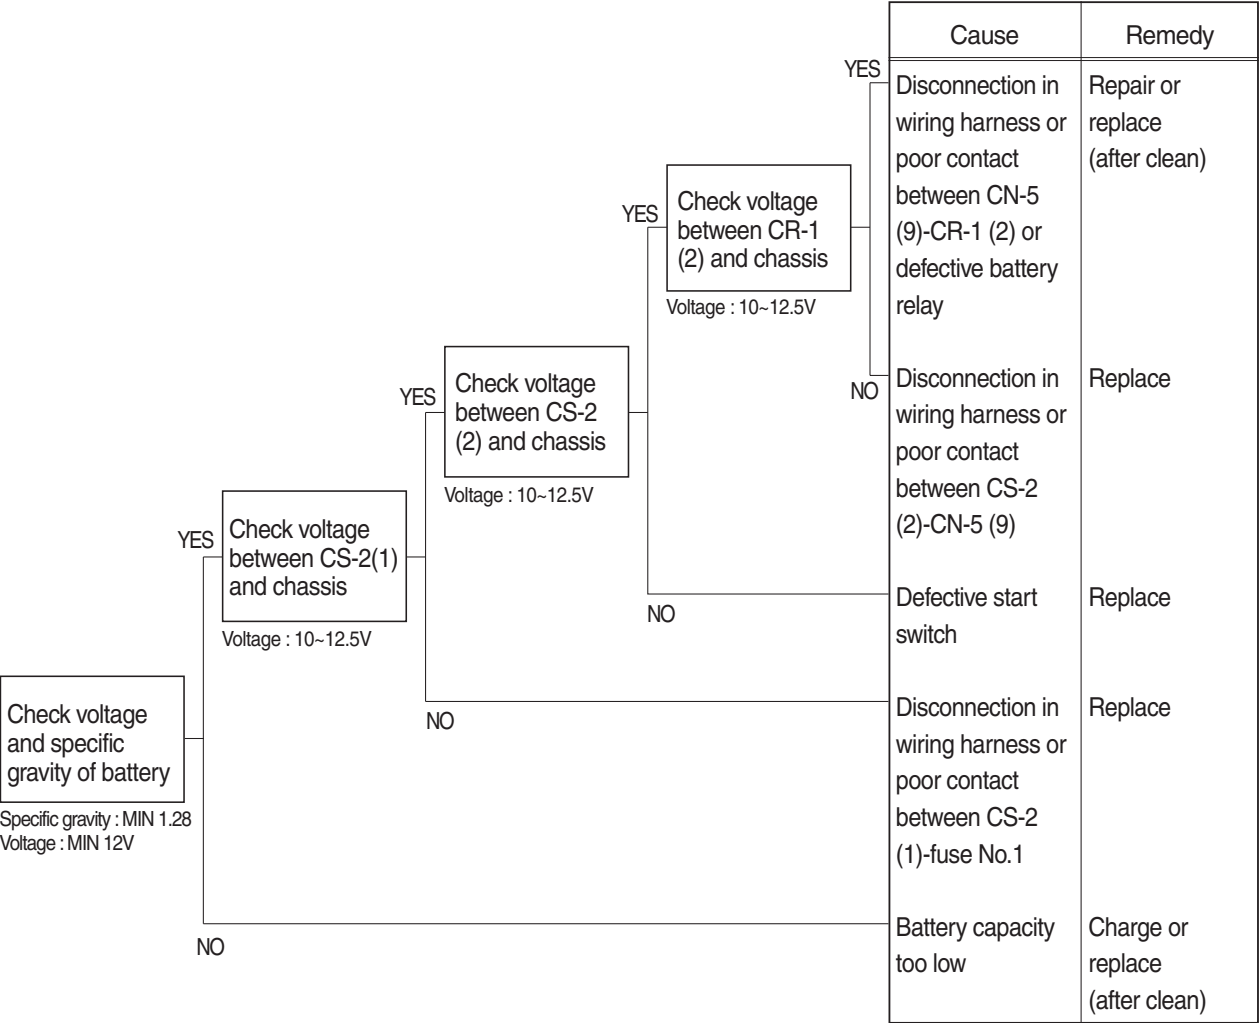 Cause
Remedy
YES
Disconnection in
wiring harness or
poor contact
between CN-5
(9)-CR-1 (2) or
defective battery
relay
Repair or
replace
(after clean)
YES
Check voltage
between CR-1
(2) and chassis
Voltage : 10~12.5V
NO
Disconnection in
wiring harness or
poor contact
between CS-2
(2)-CN-5 (9)
Replace
YES
Check voltage
between CS-2
(2) and chassis
Voltage : 10~12.5V
NO
Defective start
switch
Replace
YES
Check voltage
between CS-2(1)
and chassis
Voltage : 10~12.5V
NO
Disconnection in
wiring harness or
poor contact
between CS-2
(1)-fuse No.1
Replace
Check voltage
and specific
gravity of battery
Specific gravity : MIN 1.28
Voltage : MIN 12V
NO
Battery capacity
too low
Charge or
replace
(after clean)